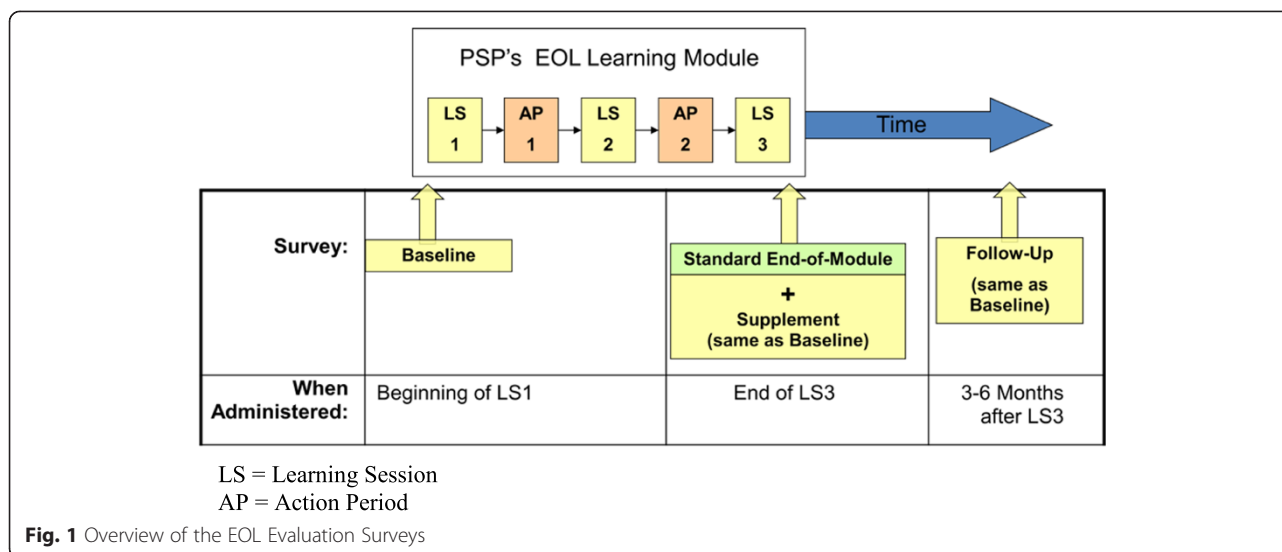 PSP's EOL Learning Module
LS AP LS AP LS
1 1 2 2 3
Time
Survey:
Baseline
Standard End-of-Module
+
Supplement
(same as Baseline)
Follow-Up
(same as
Baseline)
When
Administered:
Beginning of LS1
End of LS3
3-6 Months
after LS3
LS = Learning Session
AP = Action Period
Fig. 1 Overview of the EOL Evaluation Surveys